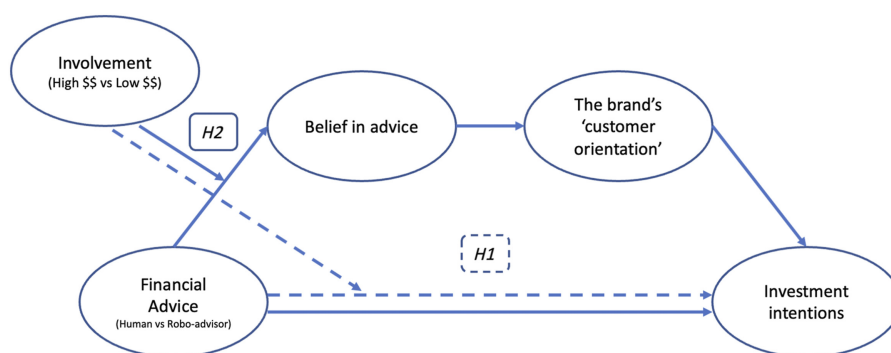 Involvement
(High $$ vs Low $$)
H2
Belief in advice
The brand's
'customer
orientation'
H1
Financial
Advice
(Human vs Robo-advisor)
Investment
intentions